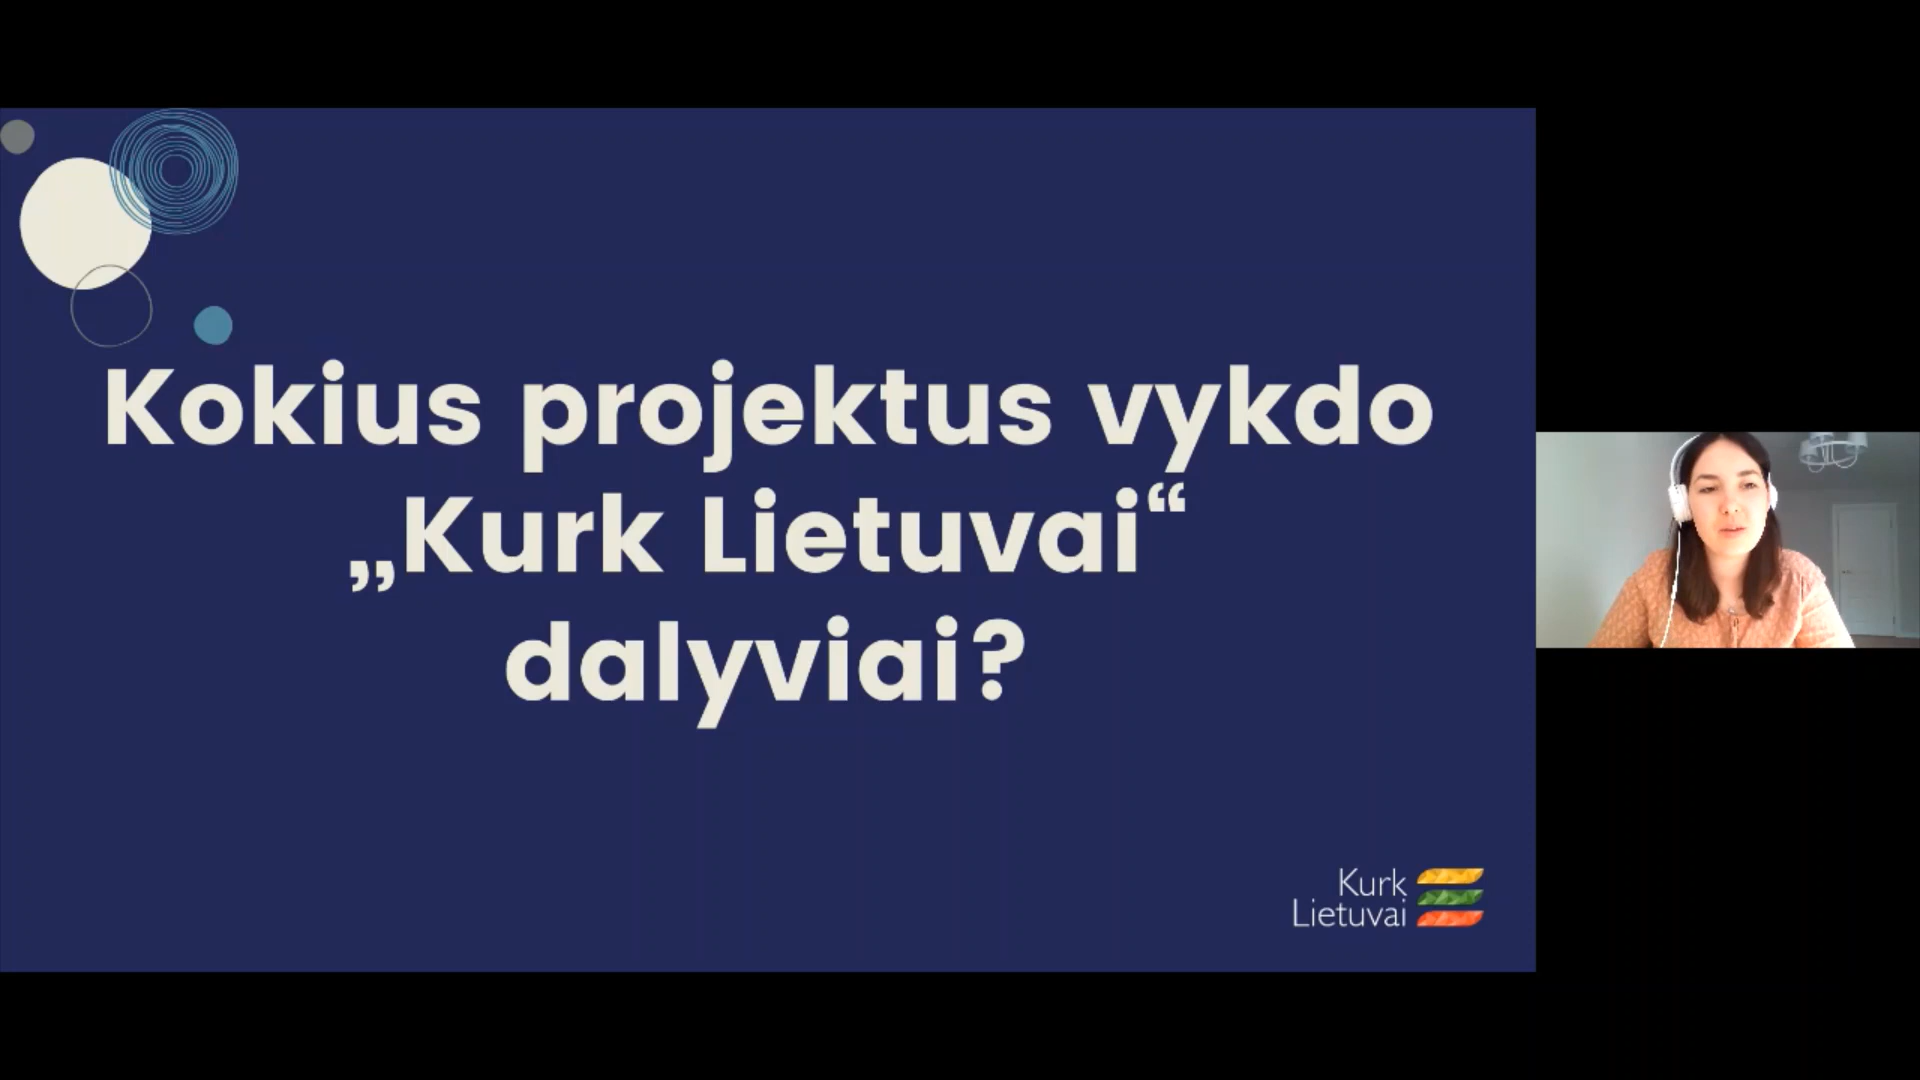 Kokius projektus vykdo
„Kurk Lietuvai“
dalyviai?
Kurk
Lietuvai